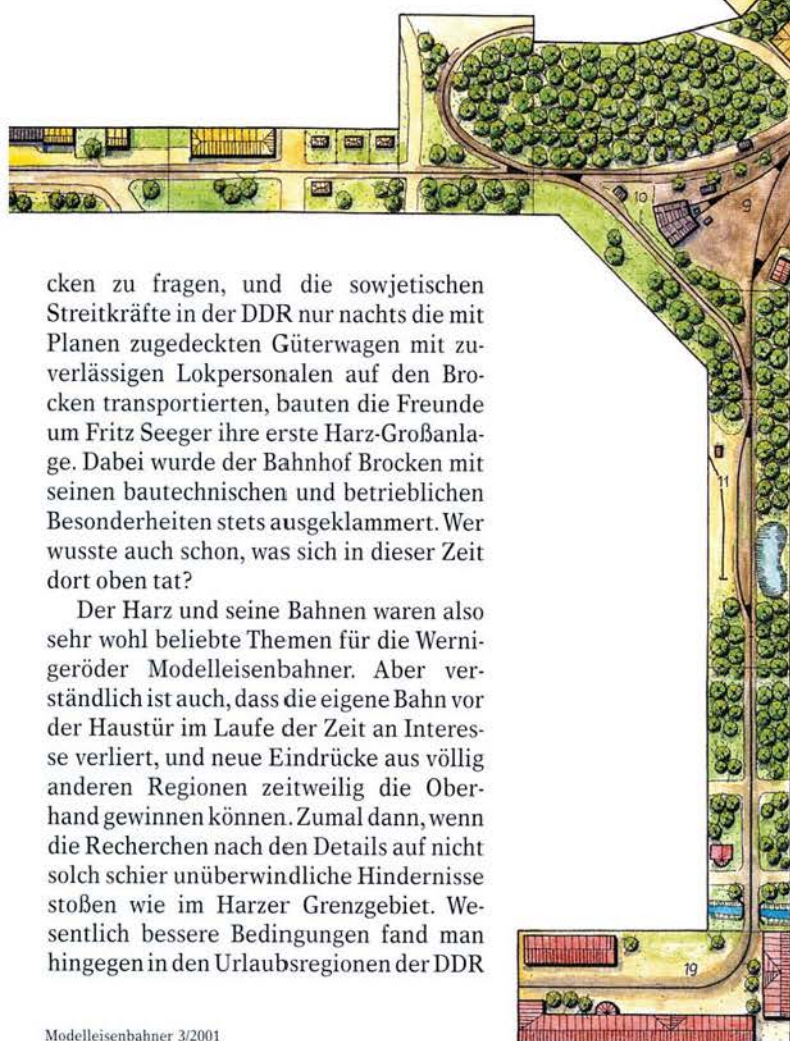 10
9
11
19
cken zu fragen, und die sowjetischen
Streitkräfte in der DDR nur nachts die mit
Planen zugedeckten Güterwagen mit zu-
verlässigen Lokpersonalen auf den Bro-
cken transportierten, bauten die Freunde
um Fritz Seeger ihre erste Harz-Großanla-
ge. Dabei wurde der Bahnhof Brocken mit
seinen bautechnischen und betrieblichen
Besonderheiten stets ausgeklammert. Wer
wusste auch schon, was sich in dieser Zeit
dort oben tat?
Der Harz und seine Bahnen waren also
sehr wohl beliebte Themen für die Werni-
geröder Modelleisenbahner. Aber ver-
ständlich ist auch, dass die eigene Bahn vor
der Haustür im Laufe der Zeit an Interes-
se verliert, und neue Eindrücke aus völlig
anderen Regionen zeitweilig die Ober-
hand gewinnen können. Zumal dann, wenn
die Recherchen nach den Details auf nicht
solch schier unüberwindliche Hindernisse
stoßen wie im Harzer Grenzgebiet. We-
sentlich bessere Bedingungen fand man
hingegen in den Urlaubsregionen der DDR
Modelleisenbahner 3/2001